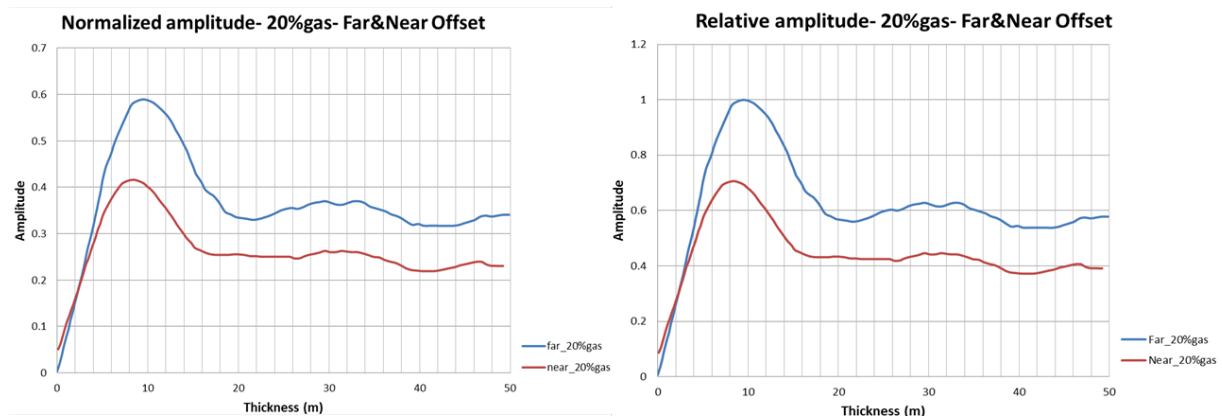 Normalized amplitude- 20%gas- Far&Near Offset
0.7
0.6
0.5
0.4
0.3
0.2
0.1
0
Amplitude
0 10 20 30 40 50
Thickness (m)
far_20%gas
near_20%gas
Relative amplitude- 20%gas- Far&Near Offset
1.2
1
0.8
0.6
0.4
0.2
0
Amplitude
0 10 20 30 40 50
Thickness (m)
Far_20%gas
Near_20%gas